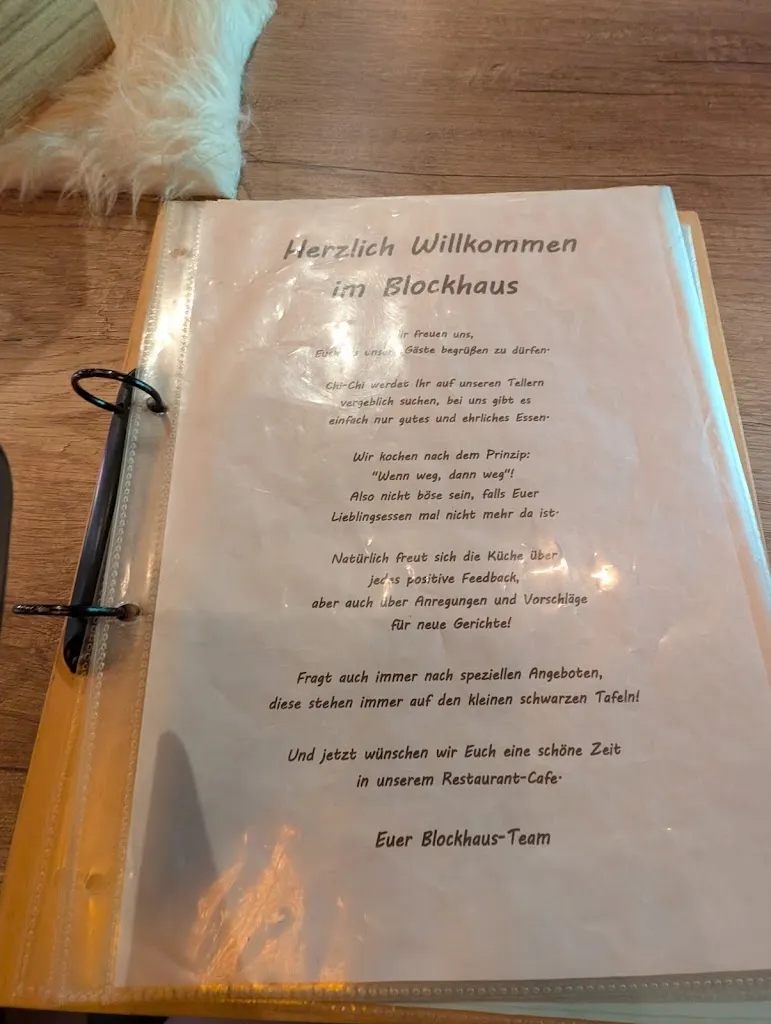 Herzlich Willkommen
im Blockhaus
Wir freuen uns,
Gäste begrüßen zu dürfen.
Chi-Chi werdet Ihr auf unseren Tellern
vergeblich suchen, bei uns gibt es
einfach nur gutes und ehrliches Essen.
Wir kochen nach dem Prinzip:
"Wenn weg, dann weg"!
Also nicht böse sein, falls Euer
Lieblingsessen mal nicht mehr da ist.
Natürlich freut sich die Küche über
jedes positive Feedback,
aber auch über Anregungen und Vorschläge
für neue Gerichte!
Fragt auch immer nach speziellen Angeboten,
diese stehen immer auf den kleinen schwarzen Tafeln!
Und jetzt wünschen wir Euch eine schöne Zeit
in unserem Restaurant-Cafe.
Euer Blockhaus-Team